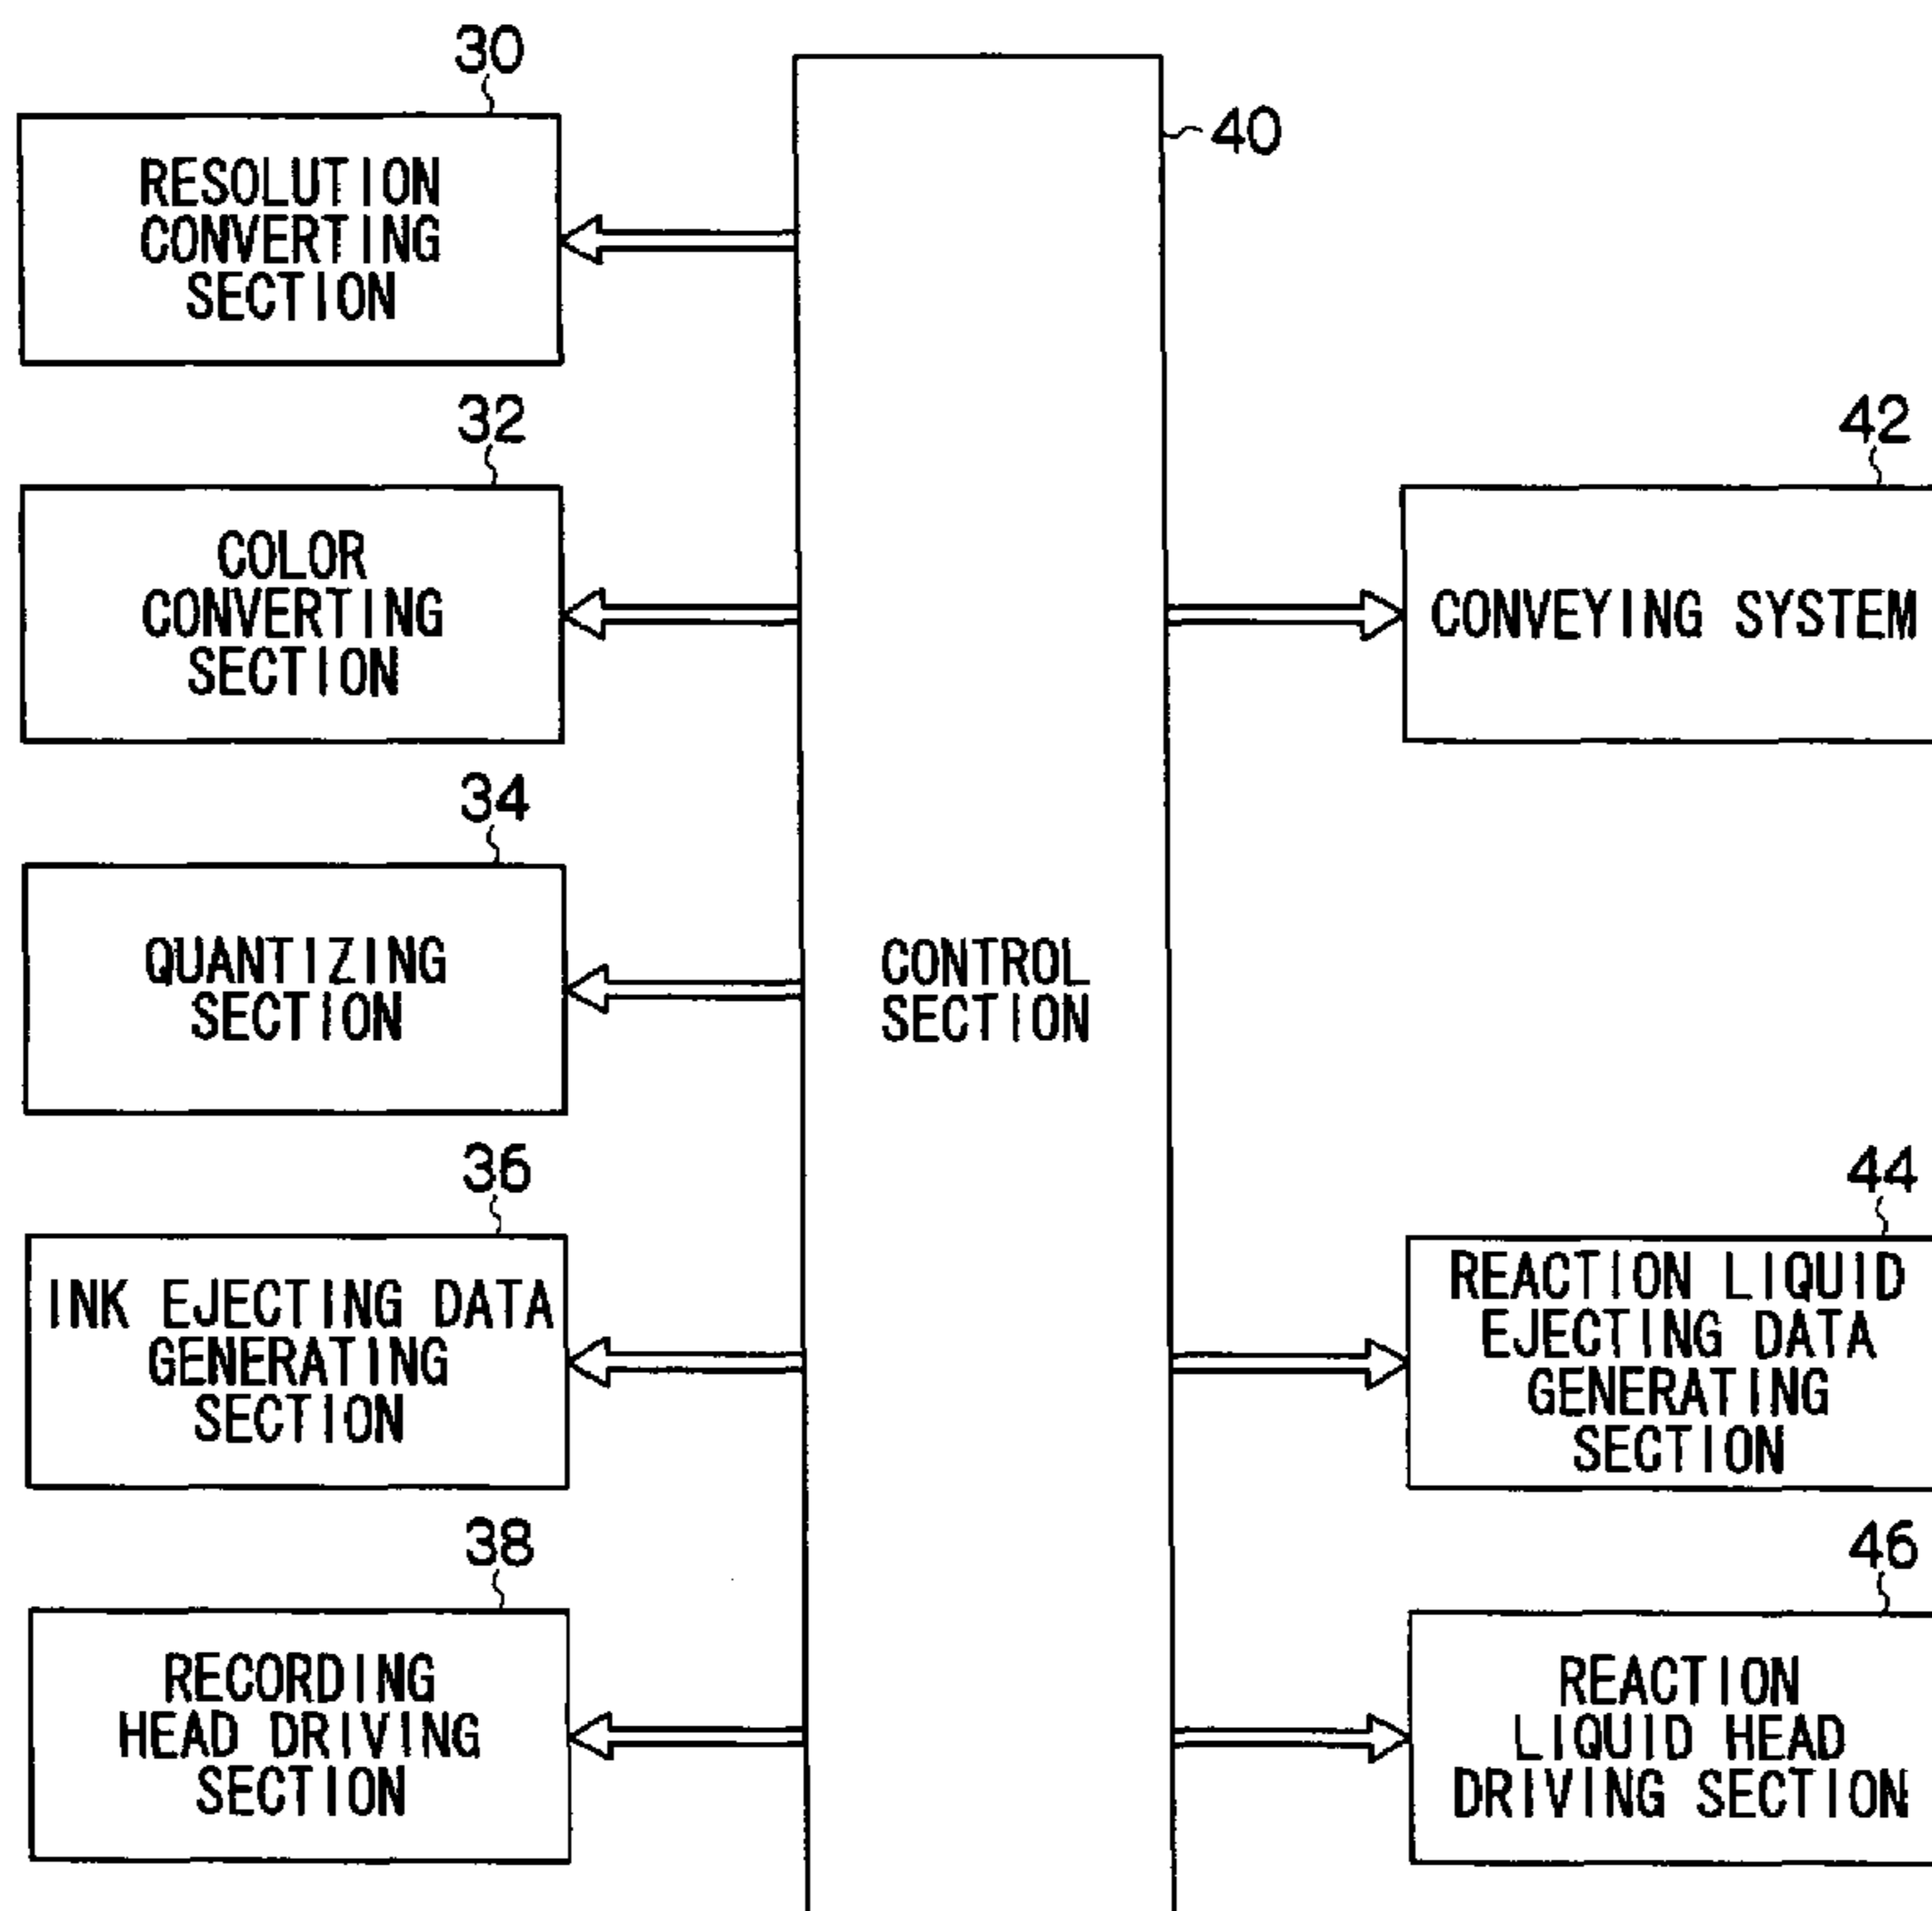 30
RESOLUTION
CONVERTING
SECTION
32
COLOR
CONVERTING
SECTION
34
QUANTIZING
SECTION
36
INK EJECTING DATA
GENERATING
SECTION
38
RECORDING
HEAD DRIVING
SECTION
40
CONTROL
SECTION
42
CONVEYING SYSTEM
44
REACTION LIQUID
EJECTING DATA
GENERATING
SECTION
46
REACTION
LIQUID HEAD
DRIVING SECTION